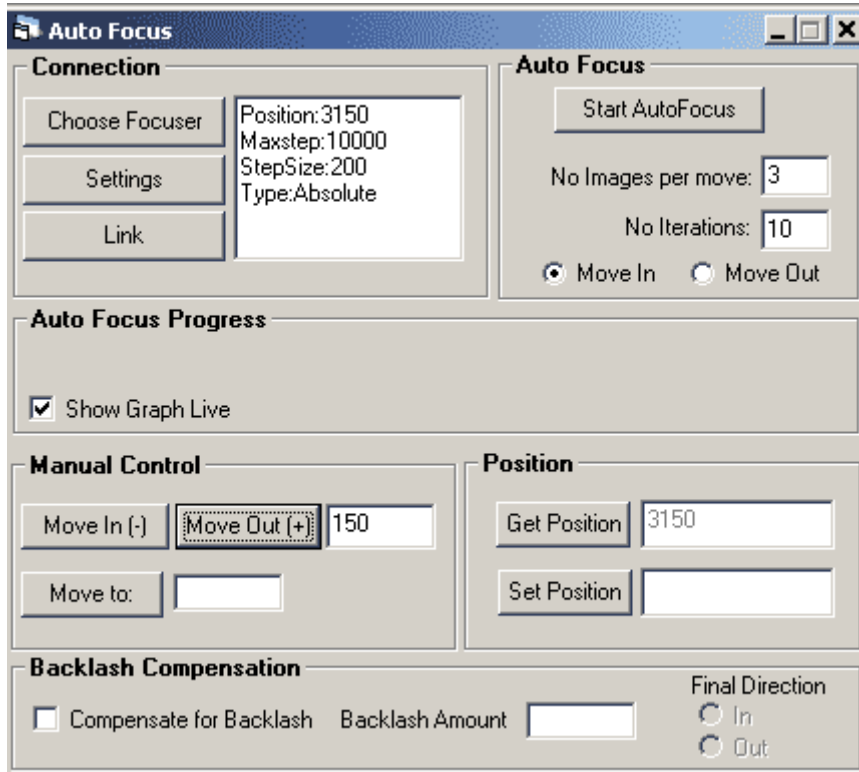 Auto Focus
Connection
Choose Focuser
Settings
Link
Position:3150
Maxstep:10000
StepSize:200
Type:Absolute
Auto Focus
Start AutoFocus
No Images per move: 3
No Iterations: 10
Move In Move Out
Auto Focus Progress
Show Graph Live
Manual Control
Move In (-) Move Out (+) 150
Move to:
Position
Get Position 3150
Set Position
Backlash Compensation
Compensate for Backlash Backlash Amount
Final Direction
In
Out